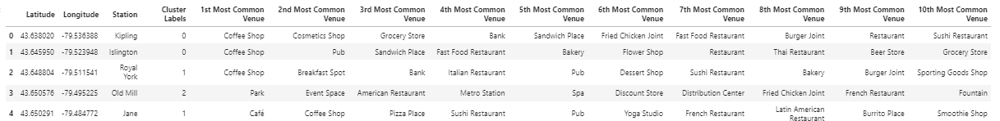 Latitude Longitude Station Cluster Labels 1st Most Common Venue 2nd Most Common Venue 3rd Most Common Venue 4th Most Common Venue 5th Most Common Venue 6th Most Common Venue 7th Most Common Venue 8th Most Common Venue 9th Most Common Venue 10th Most Common Venue
0 43.638020 -79.536388 Kipling 0 Coffee Shop Cosmetics Shop Grocery Store Bank Sandwich Place Fried Chicken Joint Fast Food Restaurant Burger Joint Restaurant Sushi Restaurant
1 43.645950 -79.523948 Islington 0 Coffee Shop Pub Sandwich Place Fast Food Restaurant Bakery Flower Shop Restaurant Thai Restaurant Beer Store Grocery Store
2 43.648804 -79.511541 Royal York 1 Coffee Shop Breakfast Spot Bank Italian Restaurant Pub Dessert Shop Sushi Restaurant Bakery Burger Joint Sporting Goods Shop
3 43.650576 -79.495225 Old Mill 2 Park Event Space American Restaurant Metro Station Spa Discount Store Distribution Center Fried Chicken Joint French Restaurant Fountain
4 43.650291 -79.484772 Jane 1 Café Coffee Shop Pizza Place Sushi Restaurant Pub Yoga Studio French Restaurant Latin American Restaurant Burrito Place Smoothie Shop